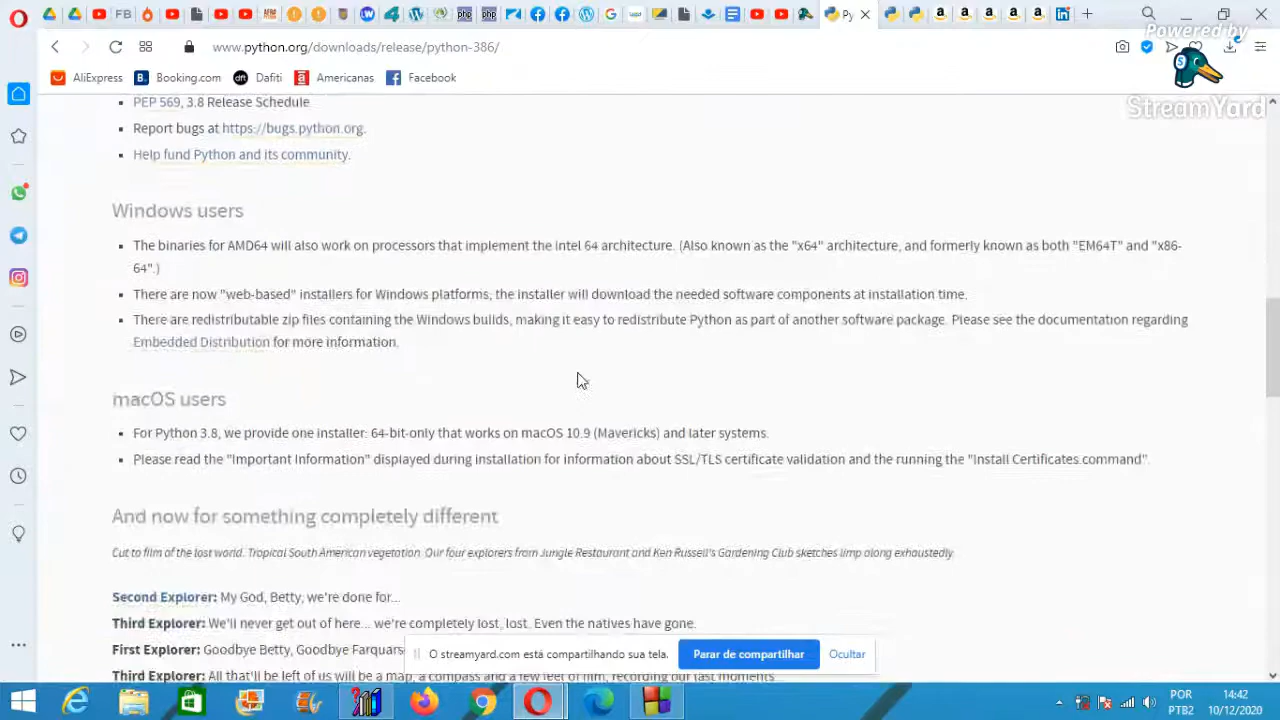 FB
www.python.org/downloads/release/python-386/
Powered by
StreamYard
AliExpress
Booking.com
Dafiti
Americanas
Facebook
PEP 569, 3.8 Release Schedule
Report bugs at https://bugs.python.org.
Help fund Python and its community.
Windows users
The binaries for AMD64 will also work on processors that implement the Intel 64 architecture. (Also known as the "x64" architecture, and formerly known as both "EM64T" and "x86-
64".)
There are now "web-based" installers for Windows platforms; the installer will download the needed software components at installation time.
There are redistributable zip files containing the Windows builds, making it easy to redistribute Python as part of another software package. Please see the documentation regarding
Embedded Distribution for more information.
macOS users
For Python 3.8, we provide one installer: 64-bit-only that works on macOS 10.9 (Mavericks) and later systems.
Please read the "Important Information" displayed during installation for information about SSL/TLS certificate validation and the running the "Install Certificates.command".
And now for something completely different
Cut to film of the lost world. Tropical South American vegetation. Our four explorers from Jungle Restaurant and Ken Russell's Gardening Club sketches limp along exhaustedly.
Second Explorer: My God, Betty, we're done for...
Third Explorer: We'll never get out of here... we're completely lost, lost. Even the natives have gone.
First Explorer: Goodbye Betty, Goodbye Farquars
Third Explorer: All that'll be left of us will be a map, a compass and a few feet of film, recording our last moments
O streamyard.com está compartilhando sua tela.
Parar de compartilhar
Ocultar
POR
PTB2
14:42
10/12/2020